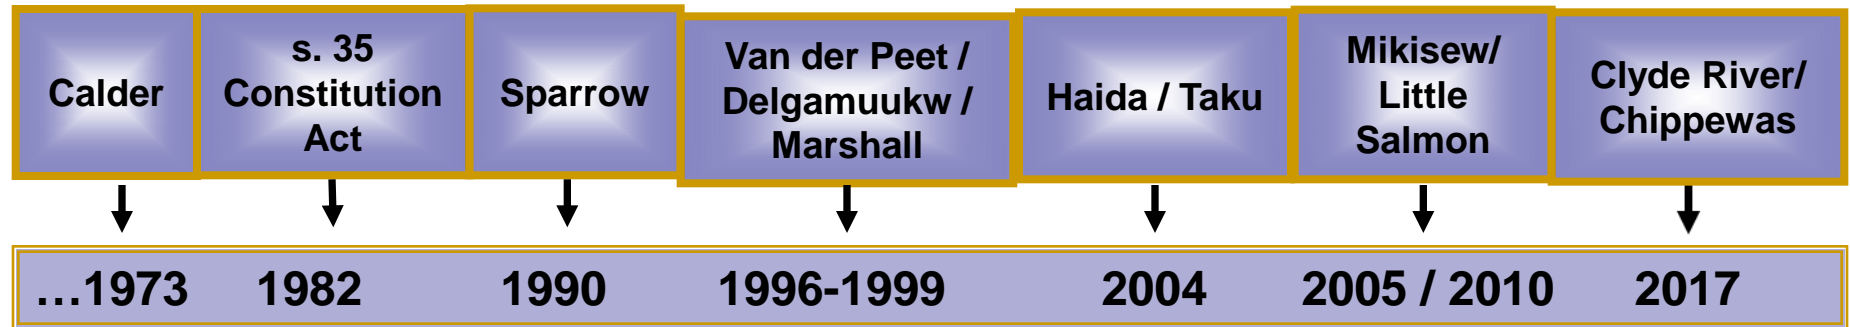 Calder
s. 35
Constitution
Act
Sparrow
Van der Peet /
Delgamuukw /
Marshall
Haida / Taku
Mikisew/
Little
Salmon
Clyde River/
Chippewas
…1973 1982 1990 1996-1999 2004 2005 / 2010 2017